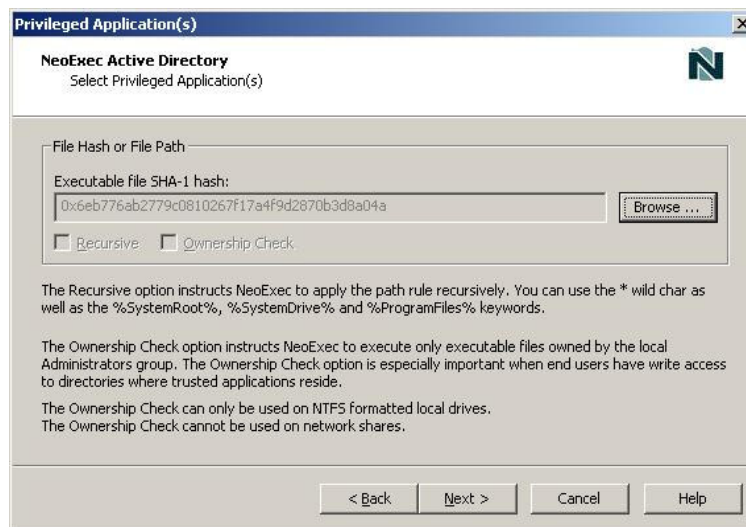 Privileged Application(s)
NeoExec Active Directory
Select Privileged Application(s)
File Hash or File Path
Executable file SHA-1 hash:
0x6eb776ab2779c0810267f17a4f9d2870b3d8a04a
Browse ...
Recursive Ownership Check
The Recursive option instructs NeoExec to apply the path rule recursively. You can use the * wild char as
well as the %SystemRoot%, %SystemDrive% and %ProgramFiles% keywords.
The Ownership Check option instructs NeoExec to execute only executable files owned by the local
Administrators group. The Ownership Check option is especially important when end users have write access
to directories where trusted applications reside.
The Ownership Check can only be used on NTFS formatted local drives.
The Ownership Check cannot be used on network shares.
< Back Next > Cancel Help